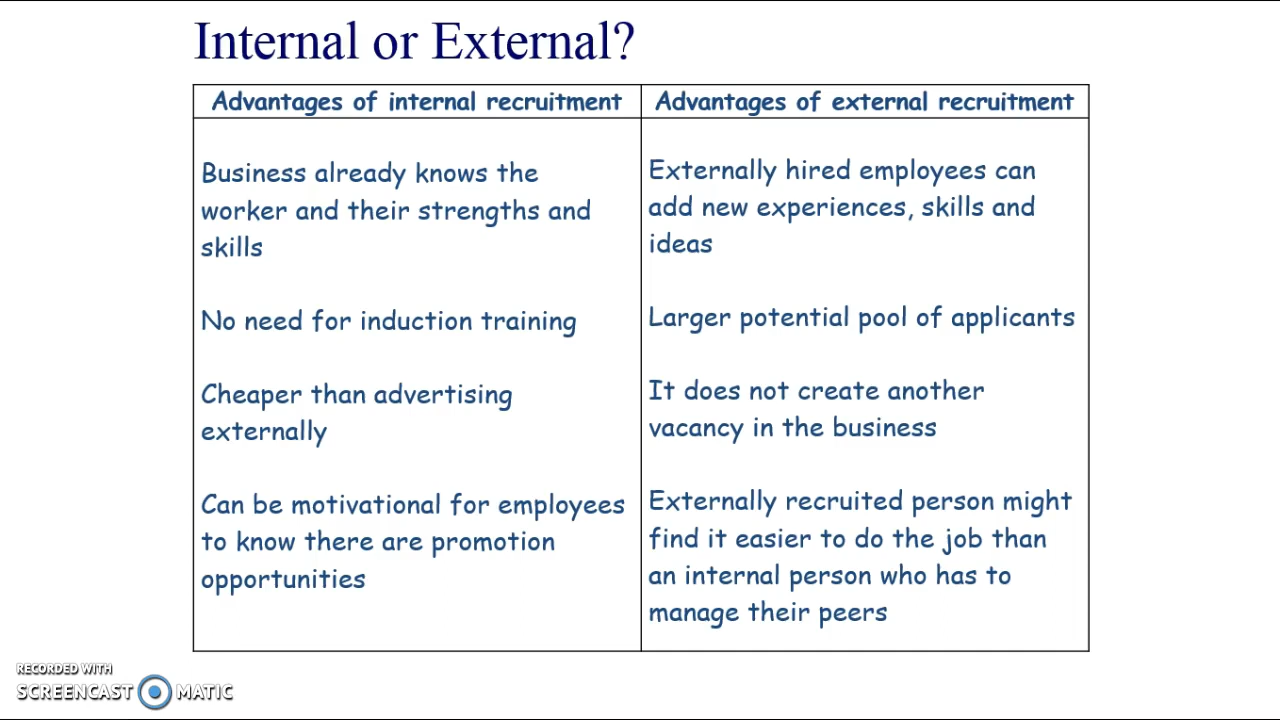 Internal or External?
Advantages of internal recruitment
Business already knows the
worker and their strengths and
skills
No need for induction training
Cheaper than advertising
externally
Can be motivational for employees
to know there are promotion
opportunities
Advantages of external recruitment
Externally hired employees can
add new experiences, skills and
ideas
Larger potential pool of applicants
It does not create another
vacancy in the business
Externally recruited person might
find it easier to do the job than
an internal person who has to
manage their peers
RECORDED WITH
SCREENCAST MATIC